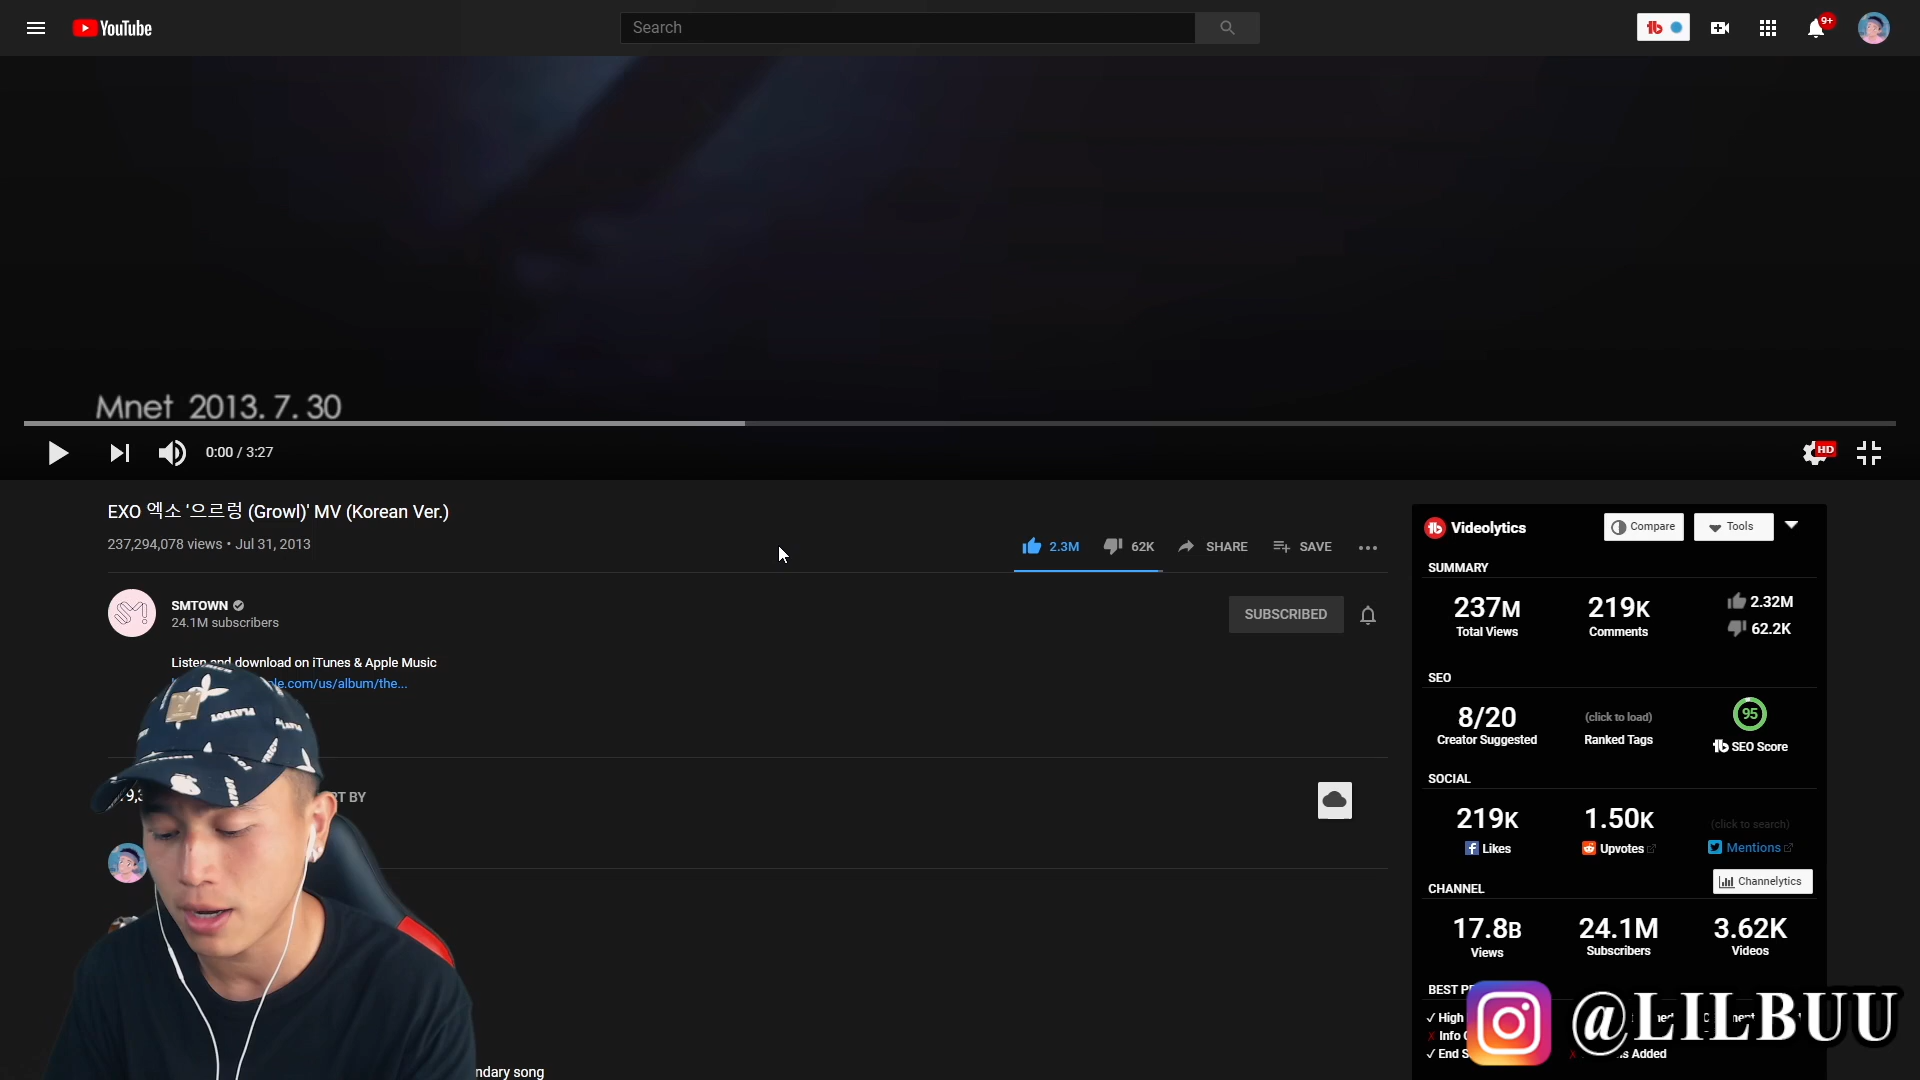 YouTube
Search
9+
Mnet 2013. 7. 30
0:00 / 3:27
HD
EXO 엑소 '으르렁 (Growl)' MV (Korean Ver.)
237,294,078 views • Jul 31, 2013
2.3M
62K
SHARE
SAVE
SMTOWN
24.1M subscribers
SUBSCRIBED
Listen and download on iTunes & Apple Music
le.com/us/album/the...
RT BY
ndary song
Videolytics
Compare
Tools
SUMMARY
237M
Total Views
219K
Comments
2.32M
62.2K
SEO
8/20
Creator Suggested
(click to load)
Ranked Tags
95
SEO Score
SOCIAL
219K
Likes
1.50K
Upvotes
(click to search)
Mentions
CHANNEL
Channelytics
17.8B
Views
24.1M
Subscribers
3.62K
Videos
BEST P
High
Info
End S
s Added
@LILBUU
PLAYBOY